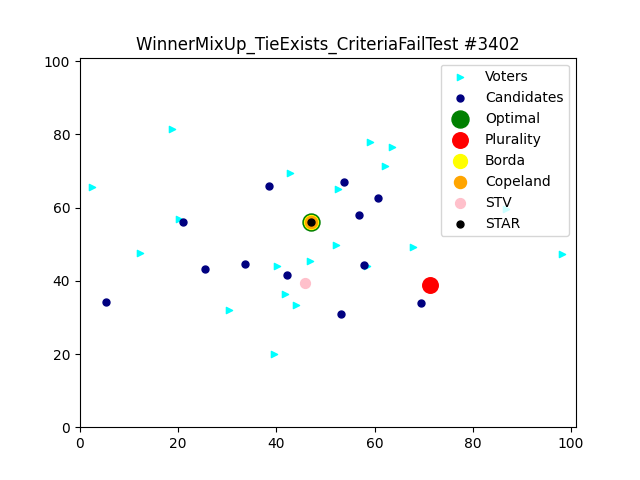 WinnerMixUp_TieExists_CriteriaFailTest #3402
100
80
60
40
20
0
0
20
40
60
80
100
Voters
Candidates
Optimal
Plurality
Borda
Copeland
STV
STAR